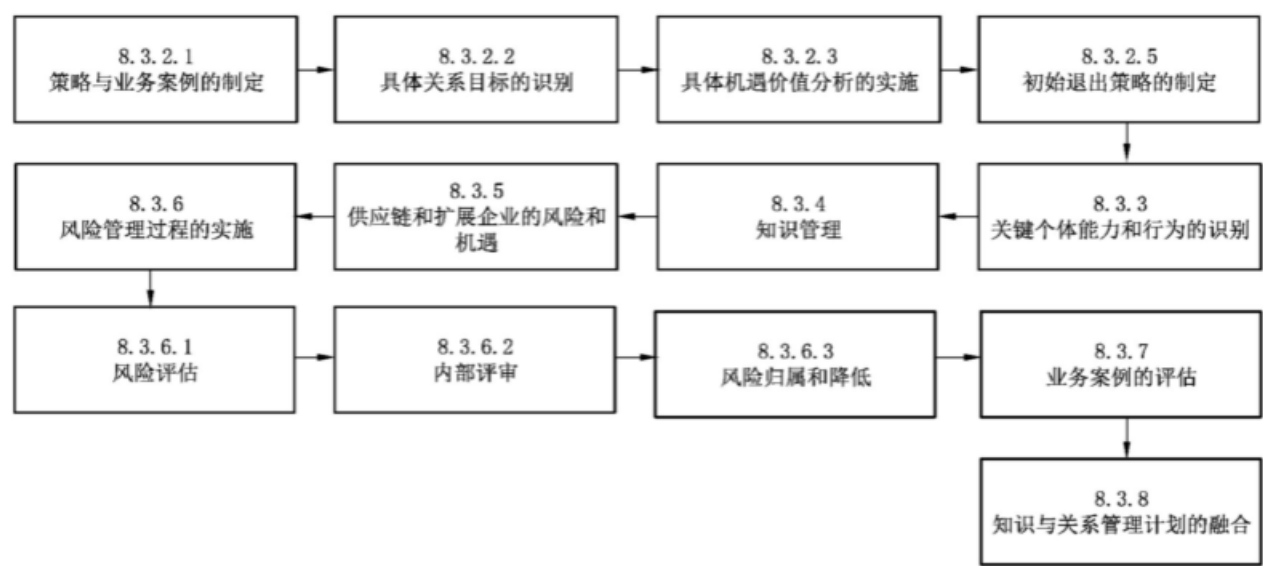 8.3.2.1
策略与业务案例的制定
8.3.2.2
具体关系目标的识别
8.3.2.3
具体机遇价值分析的实施
8.3.2.5
初始退出策略的制定
8.3.6
风险管理过程的实施
8.3.5
供应链和扩展企业的风险和
机遇
8.3.4
知识管理
8.3.3
关键个体能力和行为的识别
8.3.6.1
风险评估
8.3.6.2
内部评审
8.3.6.3
风险归属和降低
8.3.7
业务案例的评估
8.3.8
知识与关系管理计划的融合